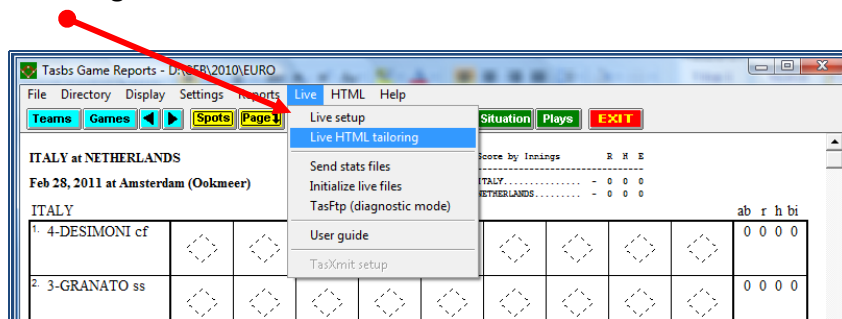 Tasbs Game Reports - D:\CEB\2010\EURO
File Directory Display Settings Reports Live HTML Help
Teams Games Spots Page Situation Plays EXIT
Live setup
Live HTML tailoring
Send stats files
Initialize live files
TasFtp (diagnostic mode)
User guide
TasXmit setup
ITALY at NETHERLANDS
Feb 28, 2011 at Amsterdam (Ookmeer)
Score by Innings R H E
ITALY............. - 0 0 0
NETHERLANDS......... - 0 0 0
ITALY ab r h bi
1. 4-DESIMONI cf 0 0 0 0
2. 3-GRANATO ss 0 0 0 0